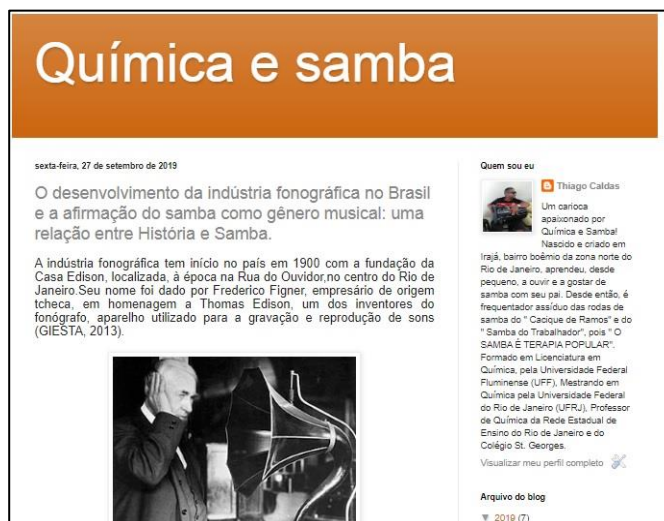 Química e samba
sexta-feira, 27 de setembro de 2019
O desenvolvimento da indústria fonográfica no Brasil
e a afirmação do samba como gênero musical: uma
relação entre História e Samba.
A indústria fonográfica tem início no país em 1900 com a fundação da
Casa Edison, localizada, à época na Rua do Ouvidor,no centro do Rio de
Janeiro.Seu nome foi dado por Frederico Figner, empresário de origem
tcheca, em homenagem a Thomas Edison, um dos inventores do
fonógrafo, aparelho utilizado para a gravação e reprodução de sons
(GIESTA, 2013).
Quem sou eu
Thiago Caldas
Um carioca
apaixonado por
Química e Samba!
Nascido e criado em
Irajá, bairro boêmio da zona norte do
Rio de Janeiro, aprendeu, desde
pequeno, a ouvir e a gostar de
samba com seu pai. Desde então, é
frequentador assíduo das rodas de
samba do " Cacique de Ramos" e do
" Samba do Trabalhador", pois " O
SAMBA É TERAPIA POPULAR".
Formado em Licenciatura em
Química, pela Universidade Federal
Fluminense (UFF), Mestrando em
Química pela Universidade Federal
do Rio de Janeiro (UFRJ), Professor
de Química da Rede Estadual de
Ensino do Rio de Janeiro e do
Colégio St. Georges.
Visualizar meu perfil completo
Arquivo do blog
▼ 2019 (7)